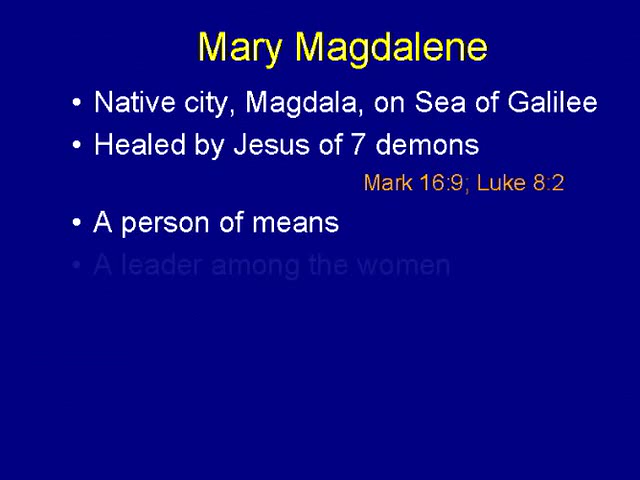 Mary Magdalene
• Native city, Magdala, on Sea of Galilee
• Healed by Jesus of 7 demons
Mark 16:9; Luke 8:2
• A person of means
• A leader among the women